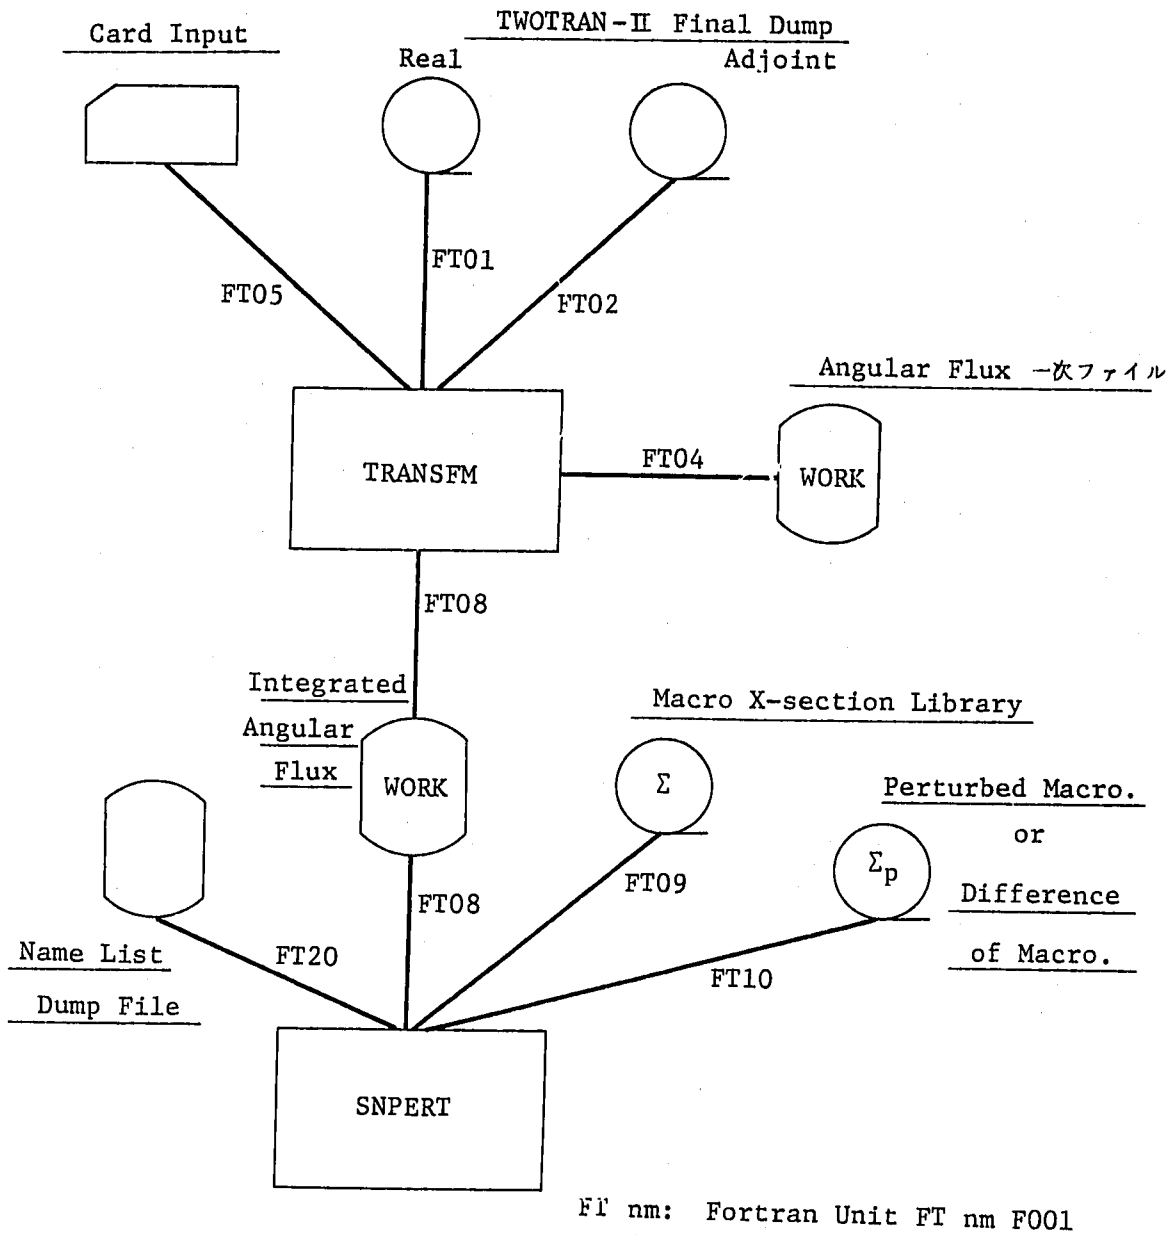 Card Input
TWOTRAN-II Final Dump
Real
Adjoint
FT05
FT01
FT02
Angular Flux 一次ファイル
TRANSFM
FT04
WORK
FT08
Integrated
Angular
Flux
WORK
Macro X-section Library
Σ
Perturbed Macro.
or
Difference
of Macro.
Σp
FT09
FT08
FT10
FT20
Name List
Dump File
SNPERT
FT nm: Fortran Unit FT nm F001